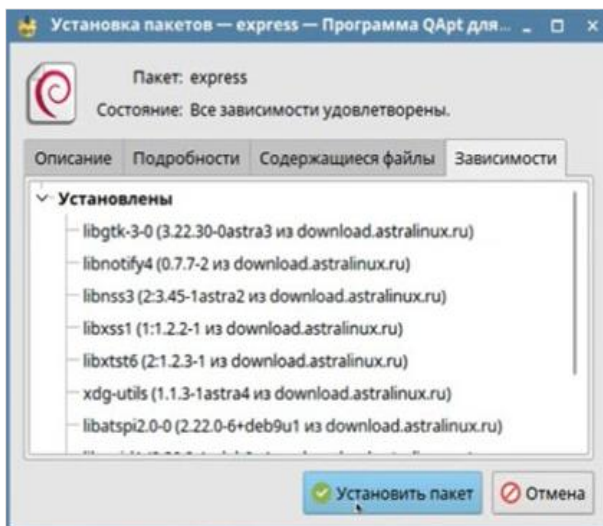 Установка пакетов — express — Программа QApt для...
Пакет: express
Состояние: Все зависимости удовлетворены.
Описание Подробности Содержащиеся файлы Зависимости
Установлены
libgtk-3-0 (3.22.30-0astra3 из download.astralinux.ru)
libnotify4 (0.7.7-2 из download.astralinux.ru)
libnss3 (2:3.45-1astra2 из download.astralinux.ru)
libxss1 (1:1.2.2-1 из download.astralinux.ru)
libxtst6 (2:1.2.3-1 из download.astralinux.ru)
xdg-utils (1.1.3-1astra4 из download.astralinux.ru)
libatspi2.0-0 (2.22.0-6+deb9u1 из download.astralinux.ru)
Установить пакет Отмена